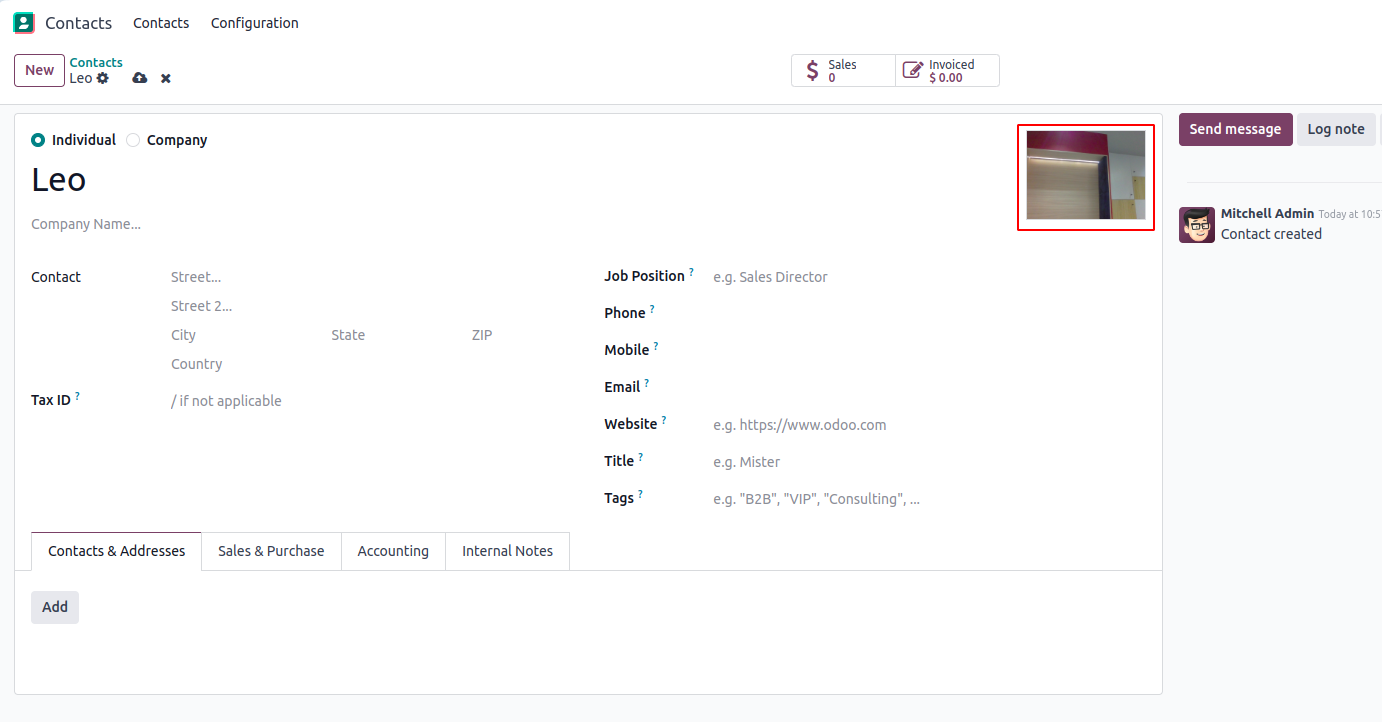 Contacts Contacts Configuration
New Contacts
Leo
Sales
0
Invoiced
$ 0.00
Individual Company
Leo
Company Name...
Contact Street...
Street 2...
City State ZIP
Country
Tax ID ? / if not applicable
Job Position ? e.g. Sales Director
Phone ?
Mobile ?
Email ?
Website ? e.g. https://www.odoo.com
Title ? e.g. Mister
Tags ? e.g. "B2B", "VIP", "Consulting", ...
Contacts & Addresses Sales & Purchase Accounting Internal Notes
Add
Send message Log note
Mitchell Admin Today at 10:5
Contact created